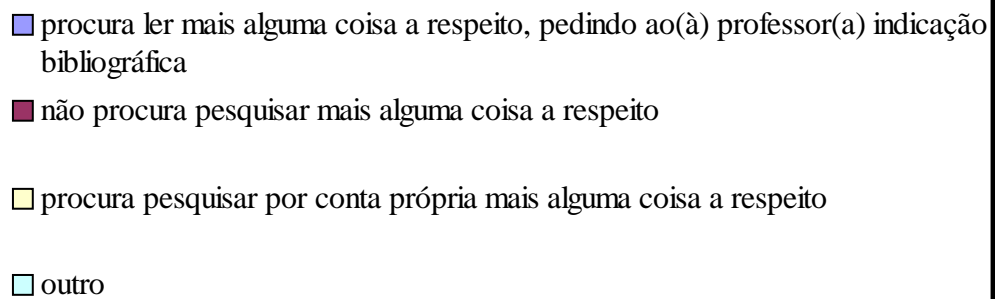 procura ler mais alguma coisa a respeito, pedindo ao(à) professor(a) indicação
bibliográfica
não procura pesquisar mais alguma coisa a respeito
procura pesquisar por conta própria mais alguma coisa a respeito
outro